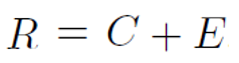 R = C + E